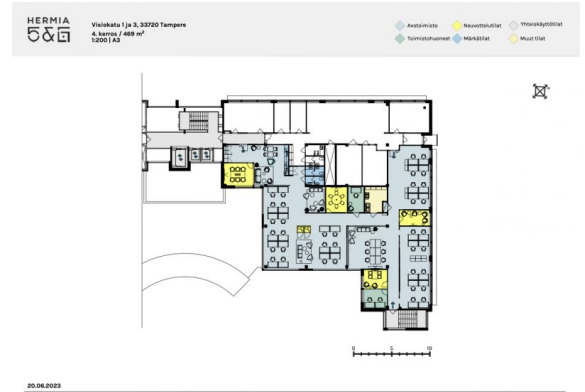 HERMIA
5&6
Visiokatu 1 ja 3, 33720 Tampere
4. kerros / 469 m²
1:200 | A3
Avotoimisto
Neuvottelutilat
Yhteiskäyttötilat
Toimistohuoneet
Märkätilat
Muut tilat
0 5 10
20.06.2023